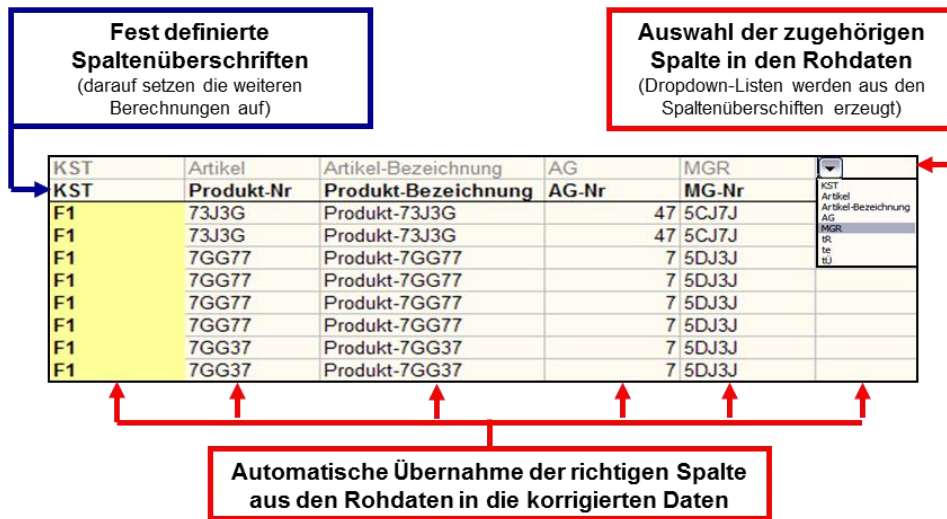 Fest definierte
Spaltenüberschriften
(darauf setzen die weiteren
Berechnungen auf)
Auswahl der zugehörigen
Spalte in den Rohdaten
(Dropdown-Listen werden aus den
Spaltenüberschiften erzeugt)
KST Artikel Artikel-Bezeichnung AG MGR
KST Produkt-Nr Produkt-Bezeichnung AG-Nr MG-Nr
F1 73J3G Produkt-73J3G 47 5CJ7J
F1 73J3G Produkt-73J3G 47 5CJ7J
F1 7GG77 Produkt-7GG77 7 5DJ3J
F1 7GG77 Produkt-7GG77 7 5DJ3J
F1 7GG77 Produkt-7GG77 7 5DJ3J
F1 7GG77 Produkt-7GG77 7 5DJ3J
F1 7GG37 Produkt-7GG37 7 5DJ3J
F1 7GG37 Produkt-7GG37 7 5DJ3J
KST
Artikel
Artikel-Bezeichnung
AG
MGR
tR
te
tÜ
Automatische Übernahme der richtigen Spalte
aus den Rohdaten in die korrigierten Daten